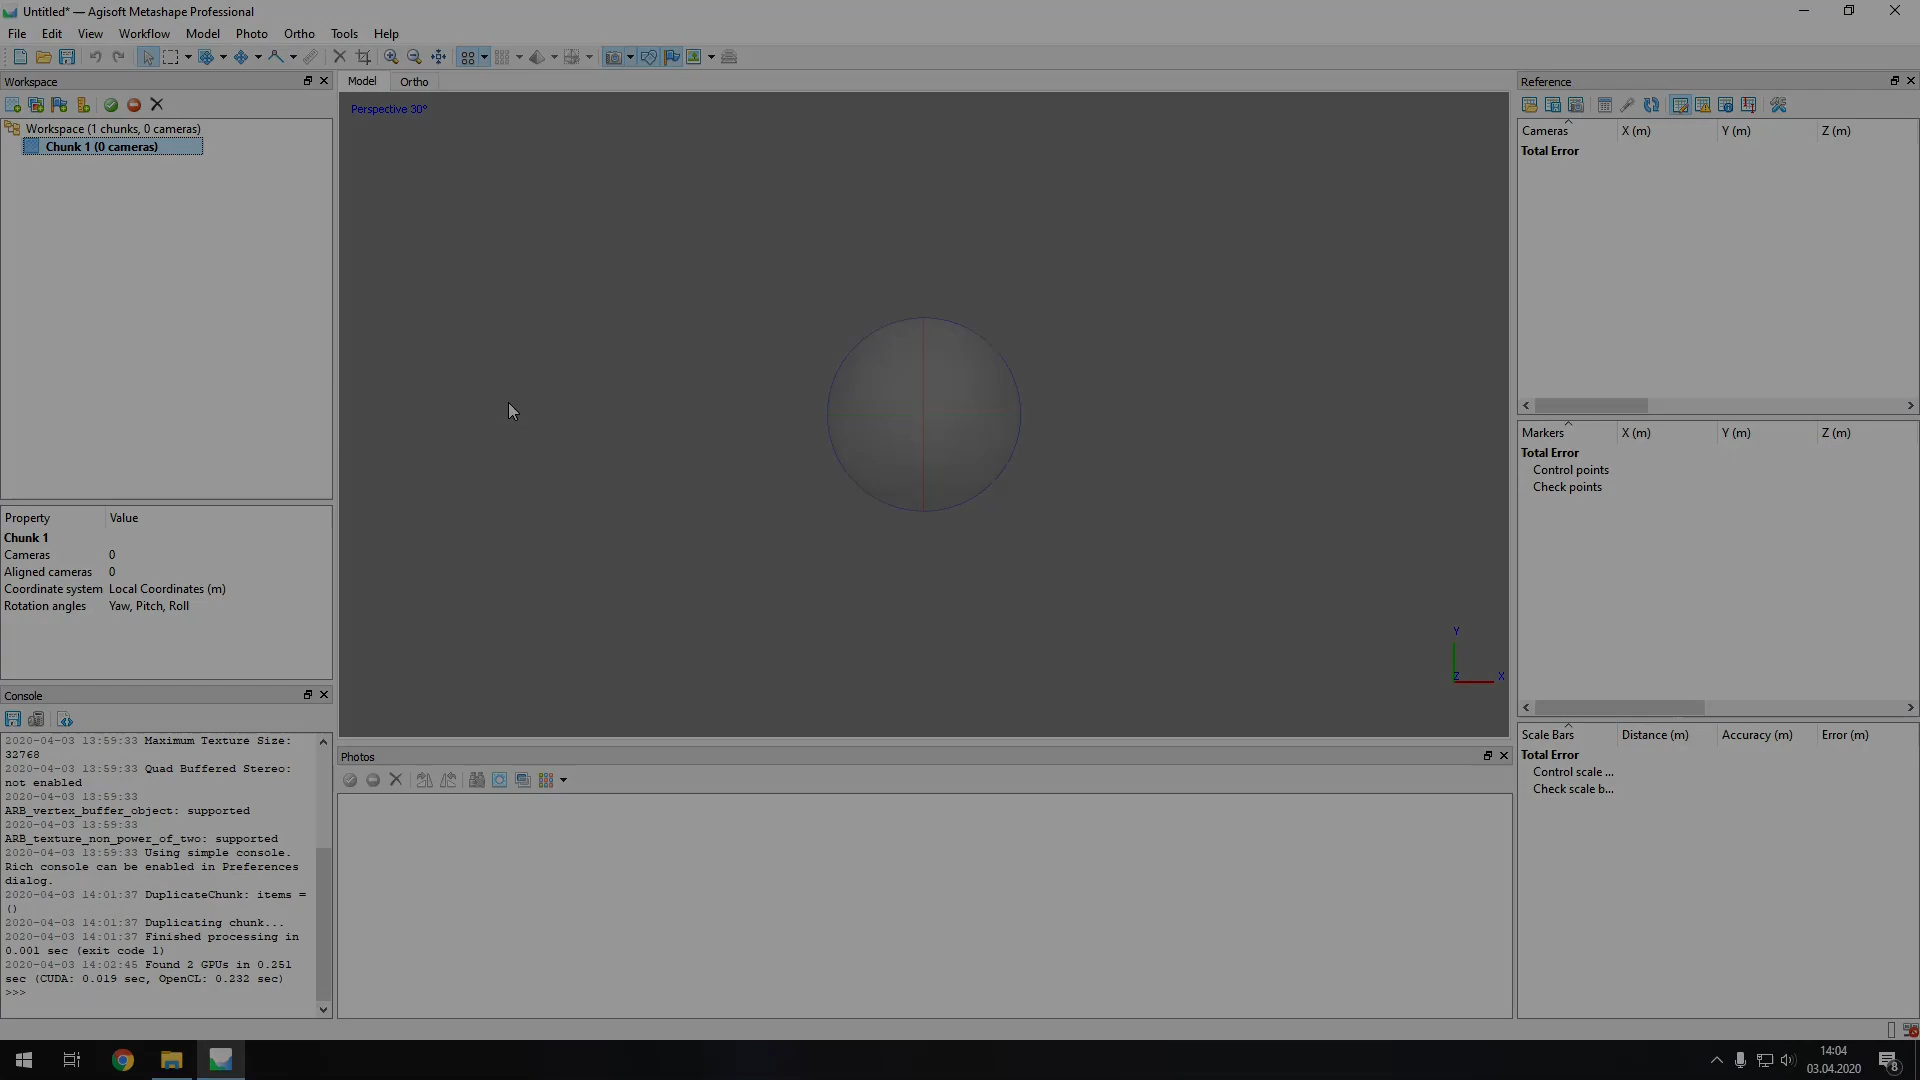 Untitled* — Agisoft Metashape Professional
File Edit View Workflow Model Photo Ortho Tools Help
Workspace
Workspace (1 chunks, 0 cameras)
Chunk 1 (0 cameras)
Property Value
Chunk 1
Cameras 0
Aligned cameras 0
Coordinate system Local Coordinates (m)
Rotation angles Yaw, Pitch, Roll
Console
2020-04-03 13:59:33 Maximum Texture Size:
32768
2020-04-03 13:59:33 Quad Buffered Stereo:
not enabled
2020-04-03 13:59:33
ARB_vertex_buffer_object: supported
2020-04-03 13:59:33
ARB_texture_non_power_of_two: supported
2020-04-03 13:59:33 Using simple console.
Rich console can be enabled in Preferences
dialog.
2020-04-03 14:01:37 DuplicateChunk: items =
()
2020-04-03 14:01:37 Duplicating chunk...
2020-04-03 14:01:37 Finished processing in
0.001 sec (exit code 1)
2020-04-03 14:02:45 Found 2 GPUs in 0.251
sec (CUDA: 0.019 sec, OpenCL: 0.232 sec)
>>>
Model Ortho
Perspective 30°
Y
Z X
Photos
Reference
Cameras X (m) Y (m) Z (m)
Total Error
Markers X (m) Y (m) Z (m)
Total Error
Control points
Check points
Scale Bars Distance (m) Accuracy (m) Error (m)
Total Error
Control scale ...
Check scale b...
14:04
03.04.2020
8